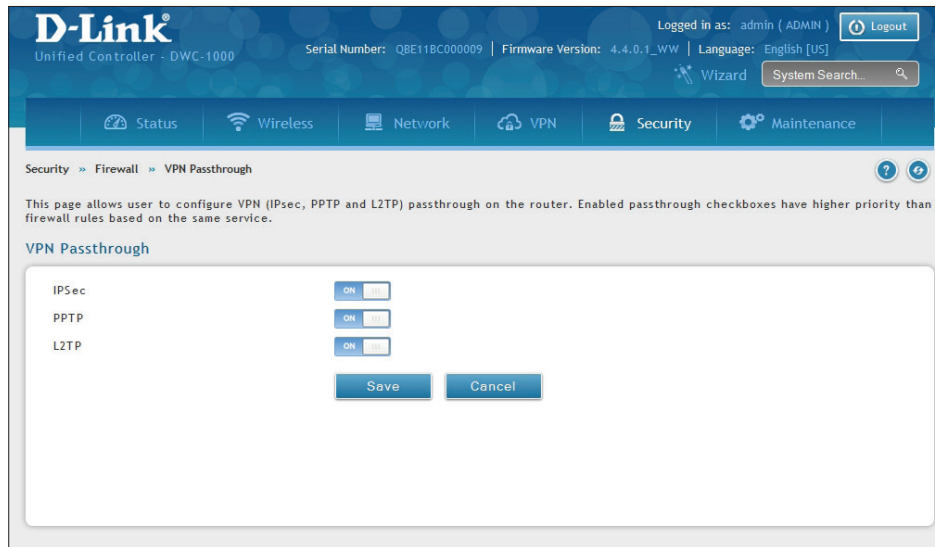 D-Link®
Unified Controller - DWC-1000
Logged in as: admin ( ADMIN )
Logout
Serial Number: QBE11BC000009 | Firmware Version: 4.4.0.1_WW | Language: English [US]
Wizard
System Search...
Status
Wireless
Network
VPN
Security
Maintenance
Security » Firewall » VPN Passthrough
?
This page allows user to configure VPN (IPsec, PPTP and L2TP) passthrough on the router. Enabled passthrough checkboxes have higher priority than
firewall rules based on the same service.
VPN Passthrough
IPSec
ON
PPTP
ON
L2TP
ON
Save
Cancel